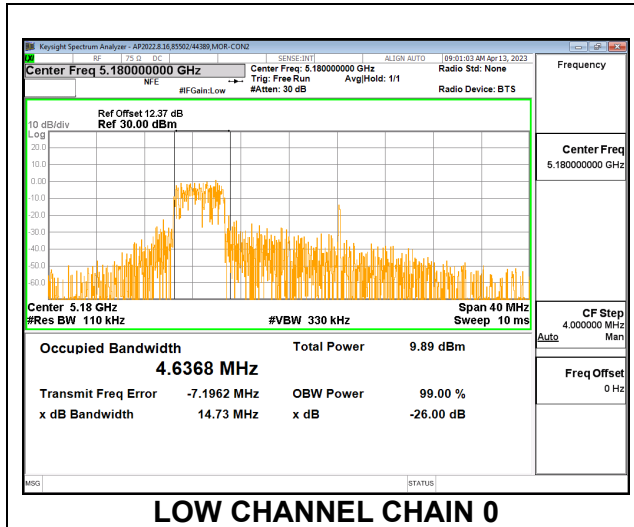 Keysight Spectrum Analyzer - AP2022.8.16,85502/44389,MOR-CON2
RF 75 Ω DC SENSE:INT ALIGN AUTO 09:01:03 AM Apr 13, 2023
Center Freq 5.180000000 GHz
Center Freq: 5.180000000 GHz
Radio Std: None
Frequency
NFE
Trig: Free Run Avg|Hold: 1/1
#IFGain:Low
#Atten: 30 dB
Radio Device: BTS
Ref Offset 12.37 dB
10 dB/div Ref 30.00 dBm
Log
20.0
10.0
0.00
-10.0
-20.0
-30.0
-40.0
-50.0
-60.0
Center 5.18 GHz Span 40 MHz
#Res BW 110 kHz #VBW 330 kHz Sweep 10 ms
Occupied Bandwidth Total Power 9.89 dBm
4.6368 MHz
Transmit Freq Error -7.1962 MHz OBW Power 99.00 %
x dB Bandwidth 14.73 MHz x dB -26.00 dB
Center Freq
5.180000000 GHz
CF Step
4.000000 MHz
Auto Man
Freq Offset
0 Hz
MSG STATUS
LOW CHANNEL CHAIN 0